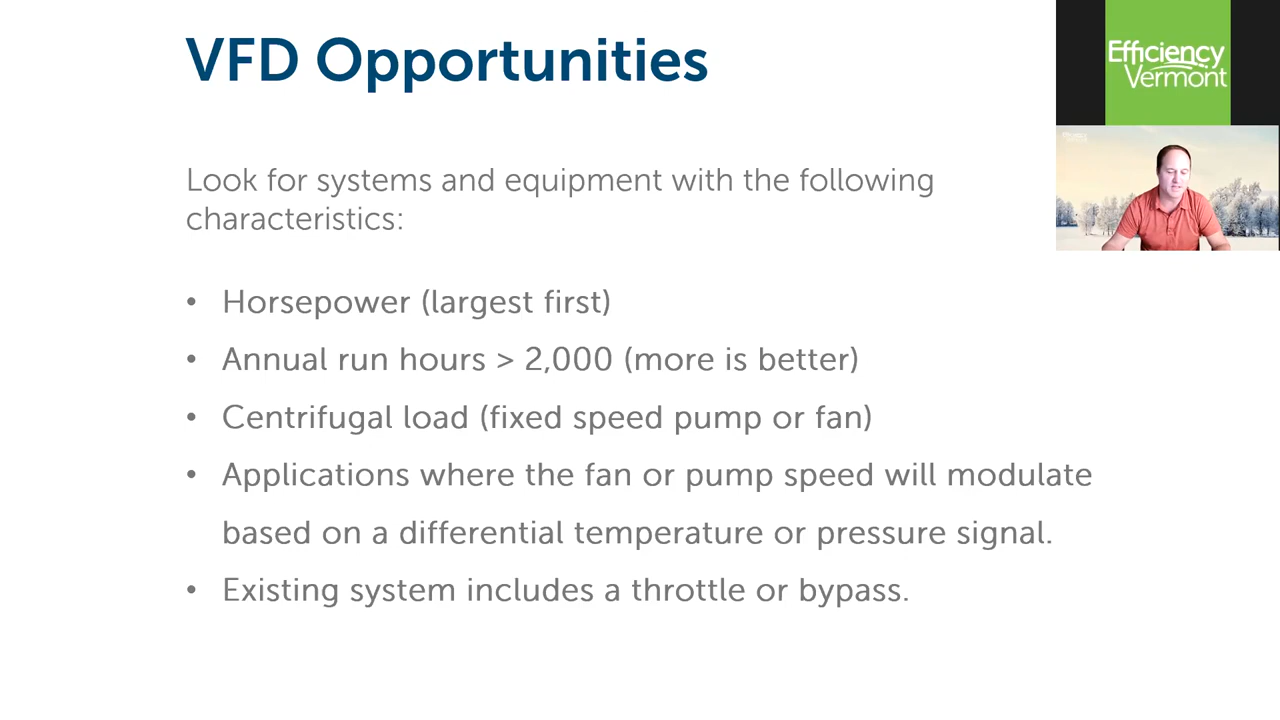 VFD Opportunities
Look for systems and equipment with the following
characteristics:
• Horsepower (largest first)
• Annual run hours > 2,000 (more is better)
• Centrifugal load (fixed speed pump or fan)
• Applications where the fan or pump speed will modulate
based on a differential temperature or pressure signal.
• Existing system includes a throttle or bypass.
Efficiency
Vermont